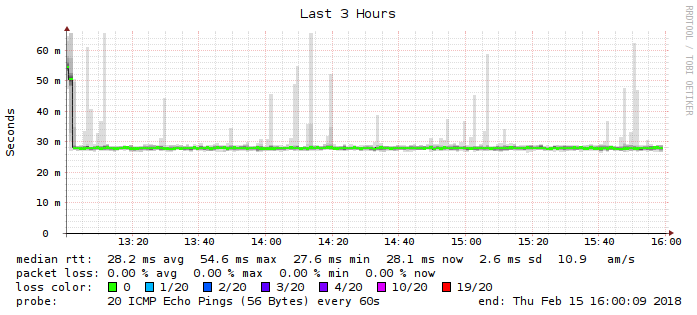 Last 3 Hours
RRDTOOL / TOBI OETIKER
Seconds
60 m
50 m
40 m
30 m
20 m
10 m
0
13:20 13:40 14:00 14:20 14:40 15:00 15:20 15:40 16:00
median rtt: 28.2 ms avg 54.6 ms max 27.6 ms min 28.1 ms now 2.6 ms sd 10.9 am/s
packet loss: 0.00 % avg 0.00 % max 0.00 % min 0.00 % now
loss color: 0 1/20 2/20 3/20 4/20 10/20 19/20
probe: 20 ICMP Echo Pings (56 Bytes) every 60s end: Thu Feb 15 16:00:09 2018